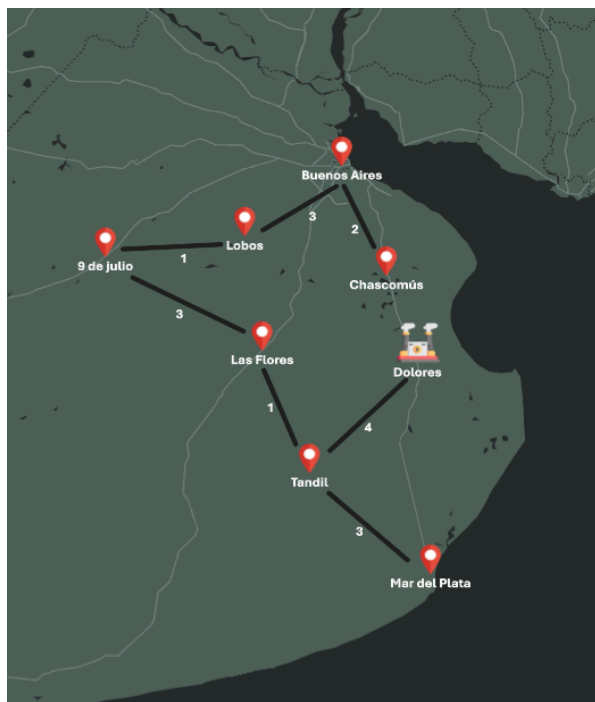 Buenos Aires
3
2
Lobos
1
9 de julio
Chascomús
3
Las Flores
Dolores
1
4
Tandil
3
Mar del Plata